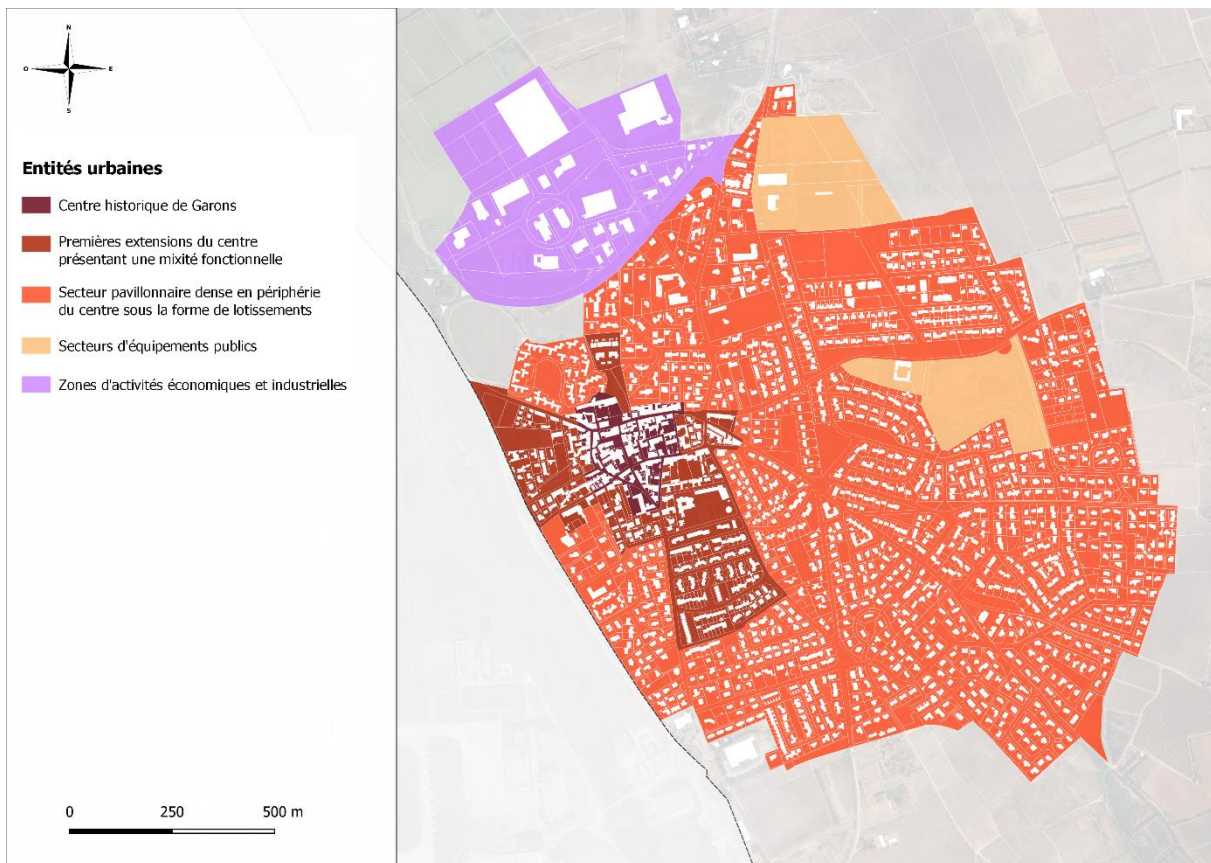 N
O
E
S
Entités urbaines
Centre historique de Garons
Premières extensions du centre
présentant une mixité fonctionnelle
Secteur pavillonnaire dense en périphérie
du centre sous la forme de lotissements
Secteurs d'équipements publics
Zones d'activités économiques et industrielles
0
250
500 m